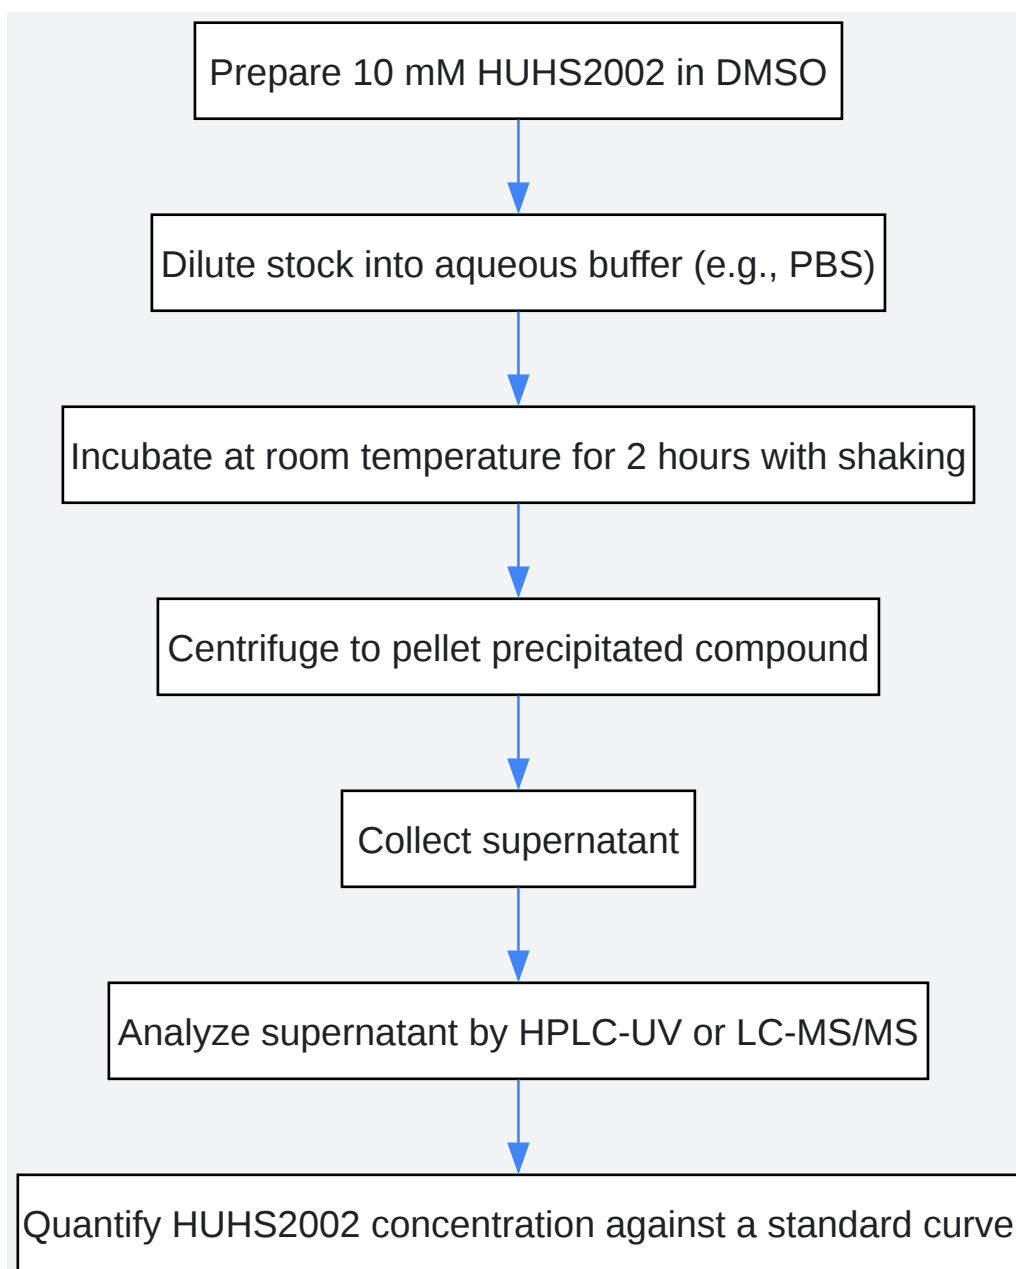 Prepare 10 mM HUHS2002 in DMSO
Dilute stock into aqueous buffer (e.g., PBS)
Incubate at room temperature for 2 hours with shaking
Centrifuge to pellet precipitated compound
Collect supernatant
Analyze supernatant by HPLC-UV or LC-MS/MS
Quantify HUHS2002 concentration against a standard curve